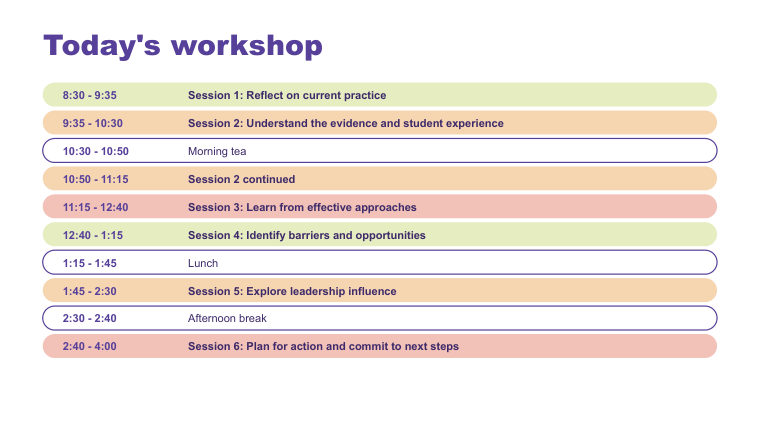 Today's workshop
8:30 - 9:35 Session 1: Reflect on current practice
9:35 - 10:30 Session 2: Understand the evidence and student experience
10:30 - 10:50 Morning tea
10:50 - 11:15 Session 2 continued
11:15 - 12:40 Session 3: Learn from effective approaches
12:40 - 1:15 Session 4: Identify barriers and opportunities
1:15 - 1:45 Lunch
1:45 - 2:30 Session 5: Explore leadership influence
2:30 - 2:40 Afternoon break
2:40 - 4:00 Session 6: Plan for action and commit to next steps